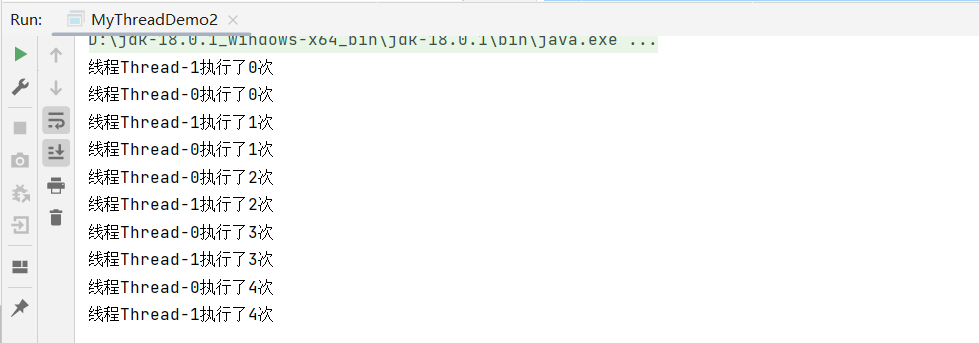 Run: MyThreadDemo2
D:\jdk-18.0.1_windows-x64_bin\jdk-18.0.1\bin\java.exe ...
线程Thread-1执行了0次
线程Thread-0执行了0次
线程Thread-1执行了1次
线程Thread-0执行了1次
线程Thread-0执行了2次
线程Thread-1执行了2次
线程Thread-0执行了3次
线程Thread-1执行了3次
线程Thread-0执行了4次
线程Thread-1执行了4次